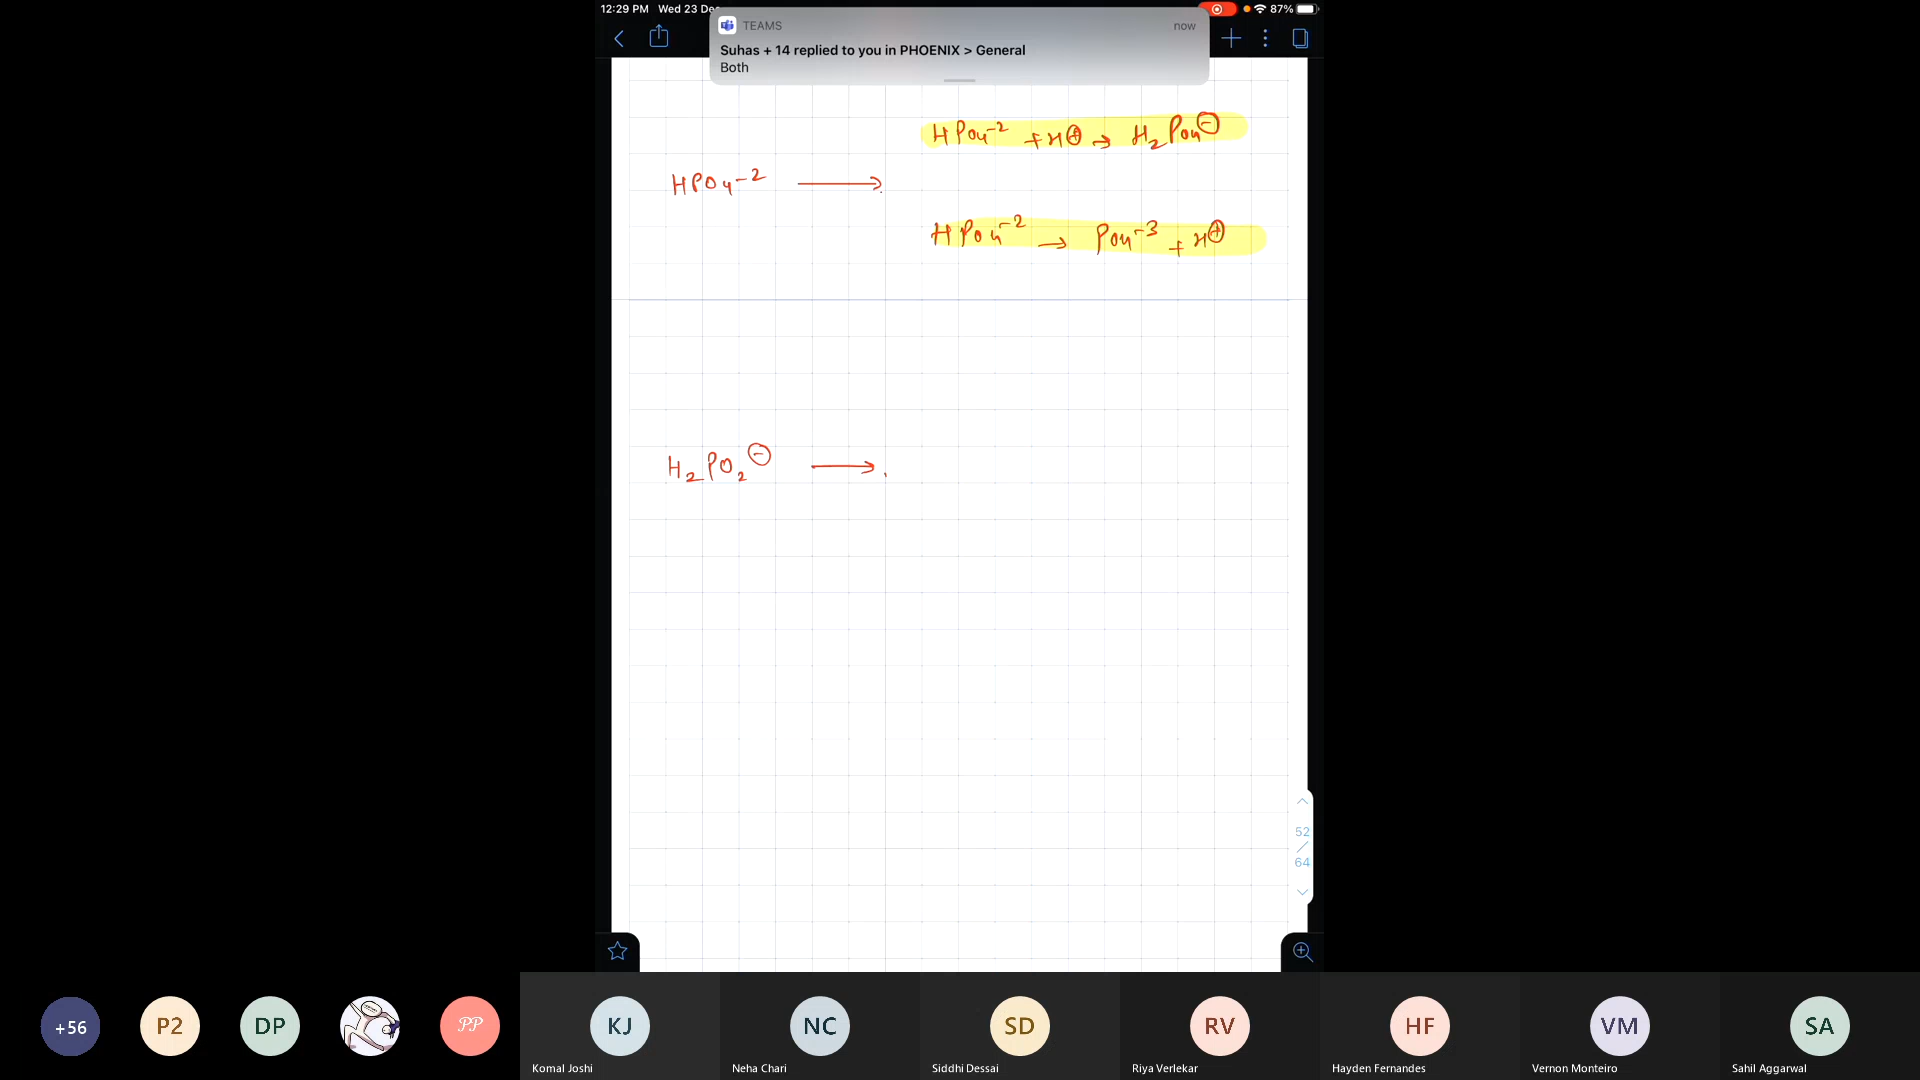 12:29 PM Wed 23 De
87%
TEAMS
now
Suhas + 14 replied to you in PHOENIX > General
Both
HPO4⁻² + H⊕ → H₂PO4⊖
HPO4⁻² →
HPO4⁻² → PO4⁻³ + H⊕
H₂PO₂⊖ →
52
64
+56
P2
DP
PP
KJ
NC
SD
RV
HF
VM
SA
Komal Joshi
Neha Chari
Siddhi Dessai
Riya Verlekar
Hayden Fernandes
Vernon Monteiro
Sahil Aggarwal